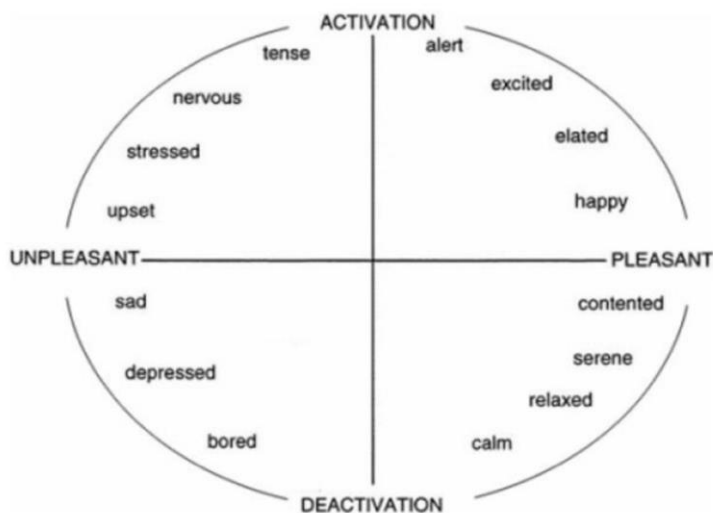 ACTIVATION
tense
alert
nervous
excited
stressed
elated
upset
happy
UNPLEASANT
PLEASANT
sad
contented
depressed
serene
relaxed
bored
calm
DEACTIVATION